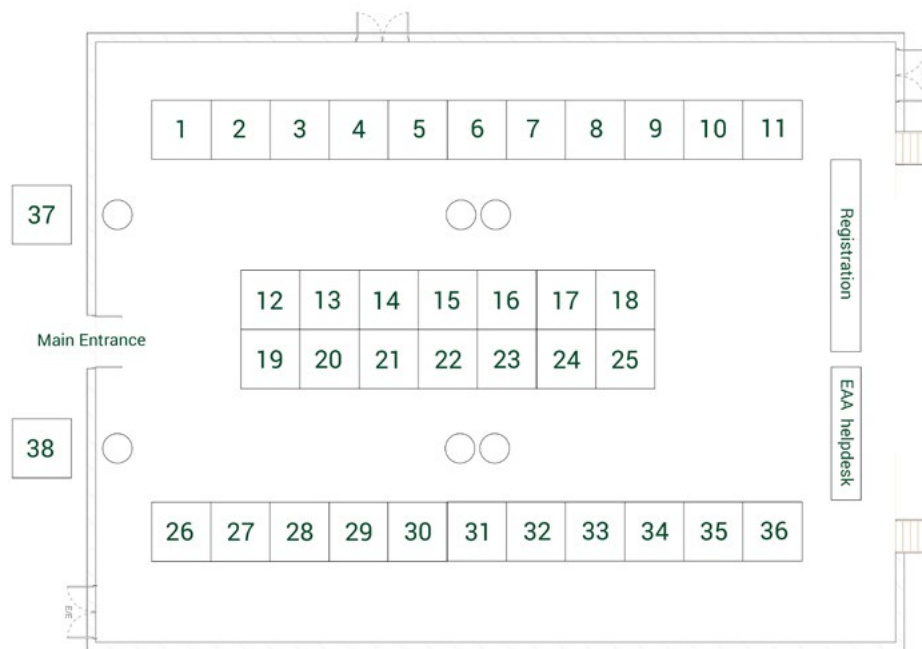 1 2 3 4 5 6 7 8 9 10 11
37
Registration
12 13 14 15 16 17 18
Main Entrance
19 20 21 22 23 24 25
EAA helpdesk
38
26 27 28 29 30 31 32 33 34 35 36
E/E